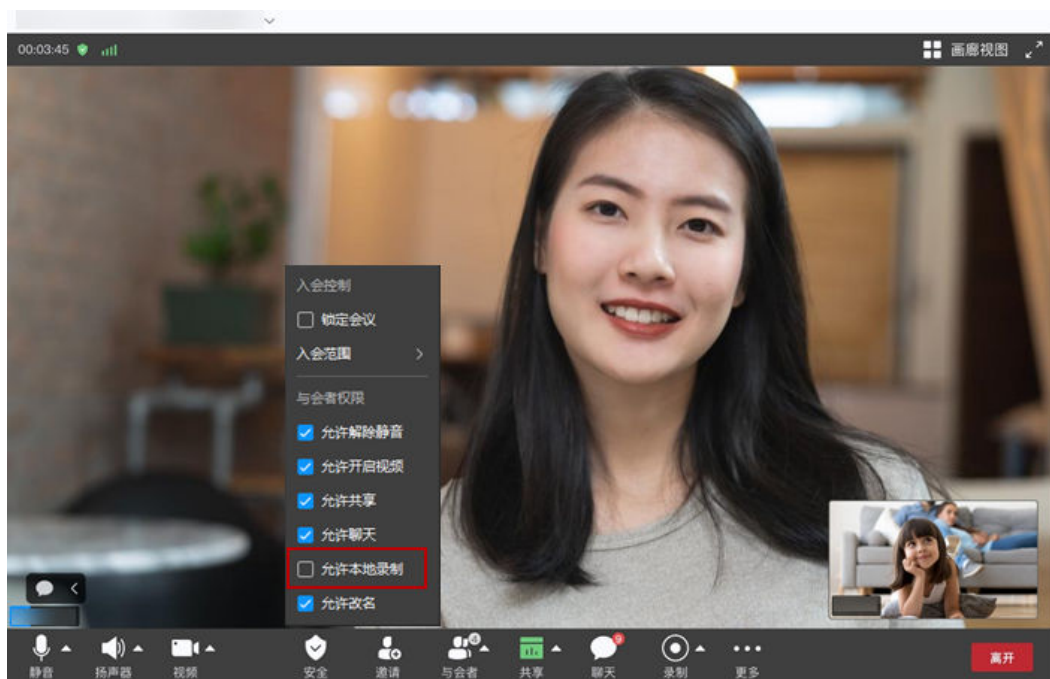 00:03:45
画廊视图
入会控制
锁定会议
入会范围
与会者权限
允许解除静音
允许开启视频
允许共享
允许聊天
允许本地录制
允许改名
静音
扬声器
视频
安全
邀请
4
与会者
共享
9
聊天
录制
更多
离开